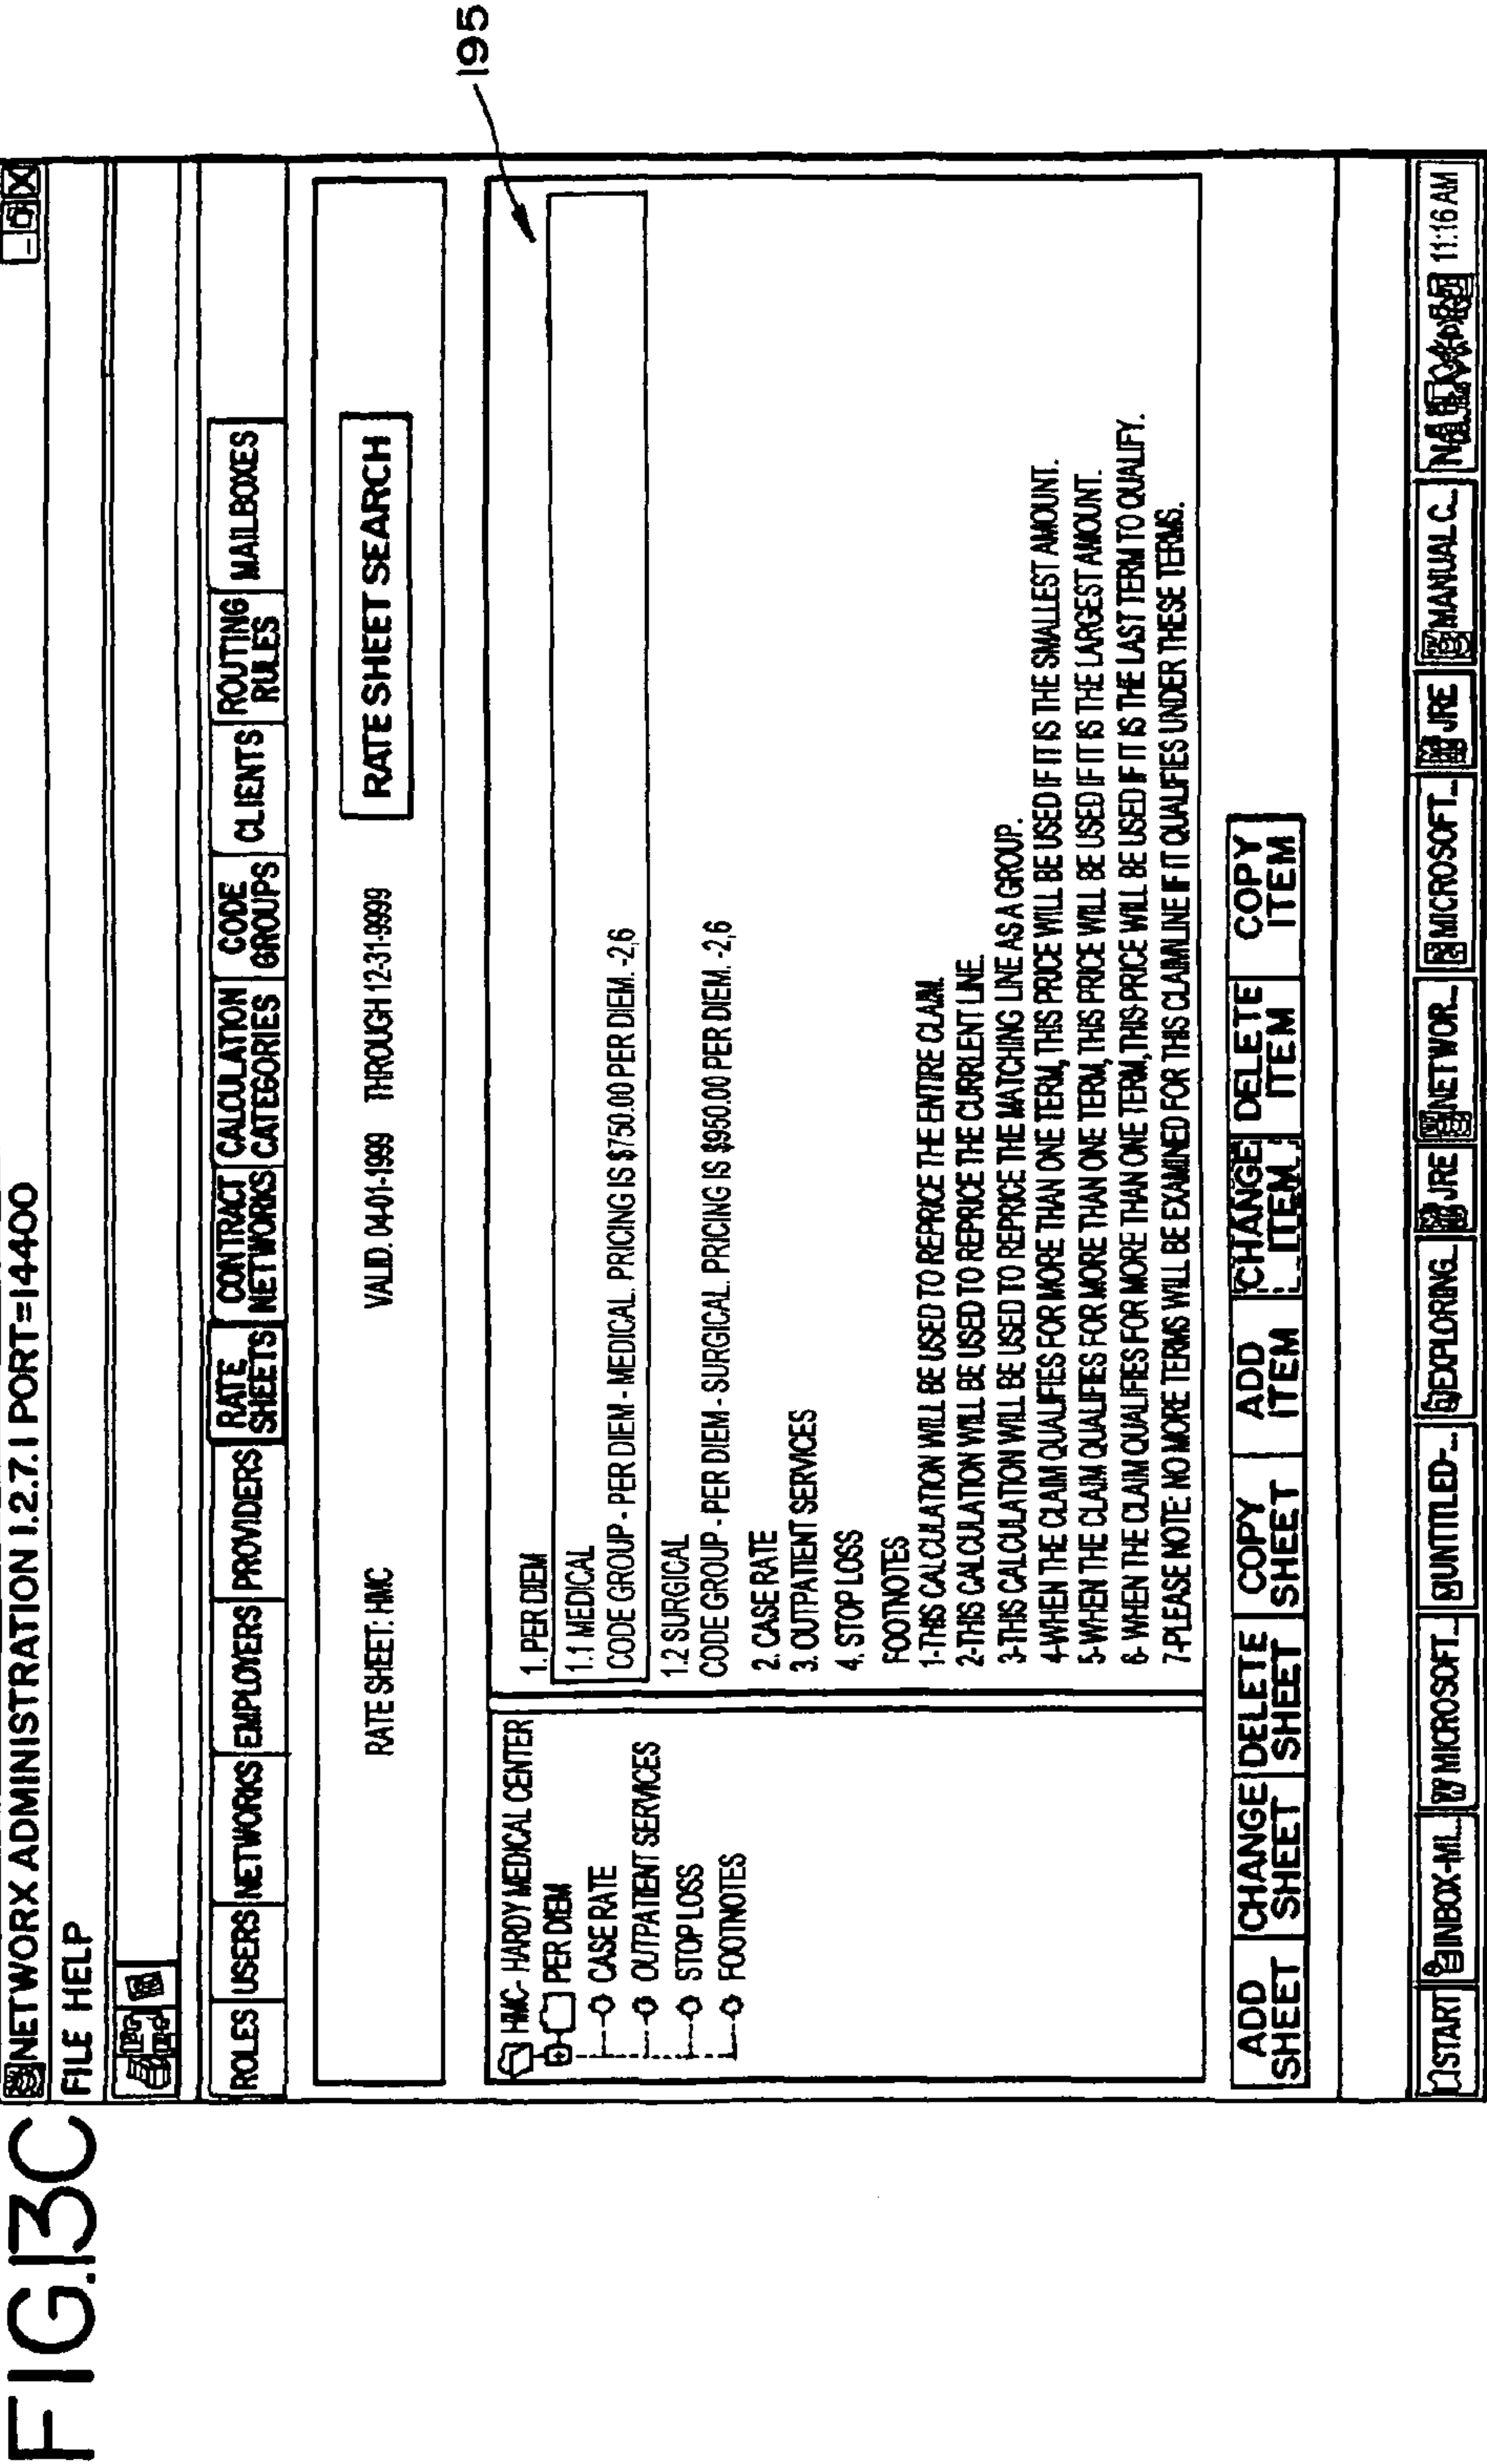 FIG.13C
NETWORX ADMINISTRATION 1.2.7.1 PORT=14400
FILE HELP
ROLES USERS NETWORKS EMPLOYERS PROVIDERS RATE SHEETS CONTRACT NETWORKS CALCULATION CATEGORIES CODE GROUPS CLIENTS ROUTING RULES MAILBOXES
RATE SHEET: HMC VALID: 04-01-1999 THROUGH 12-31-9999 RATE SHEET SEARCH
195
HMC- HARDY MEDICAL CENTER
PER DIEM
CASE RATE
OUTPATIENT SERVICES
STOP LOSS
FOOTNOTES
1. PER DIEM
1.1 MEDICAL
CODE GROUP - PER DIEM - MEDICAL. PRICING IS $750.00 PER DIEM. -2,6
1.2 SURGICAL
CODE GROUP - PER DIEM - SURGICAL. PRICING IS $950.00 PER DIEM. -2,6
2. CASE RATE
3. OUTPATIENT SERVICES
4. STOP LOSS
FOOTNOTES
1-THIS CALCULATION WILL BE USED TO REPRICE THE ENTIRE CLAIM.
2-THIS CALCULATION WILL BE USED TO REPRICE THE CURRLENT LINE.
3-THIS CALCULATION WILL BE USED TO REPRICE THE MATCHING LINE AS A GROUP.
4-WHEN THE CLAIM QUALIFIES FOR MORE THAN ONE TERM, THIS PRICE WILL BE USED IF IT IS THE SMALLEST AMOUNT.
5-WHEN THE CLAIM QUALIFIES FOR MORE THAN ONE TERM, THIS PRICE WILL BE USED IF IT IS THE LARGEST AMOUNT.
6- WHEN THE CLAIM QUALIFIES FOR MORE THAN ONE TERM, THIS PRICE WILL BE USED IF IT IS THE LAST TERM TO QUALIFY.
7-PLEASE NOTE: NO MORE TERMS WILL BE EXAMINED FOR THIS CLAIMLINE IF IT QUALIFIES UNDER THESE TERMS.
ADD SHEET CHANGE SHEET DELETE SHEET COPY SHEET ADD ITEM CHANGE ITEM DELETE ITEM COPY ITEM
START INBOX-MI... MICROSOFT... UNTITLED-... EXPLORING... JRE NETWOR... MICROSOFT... JRE MANUAL C... 11:16 AM